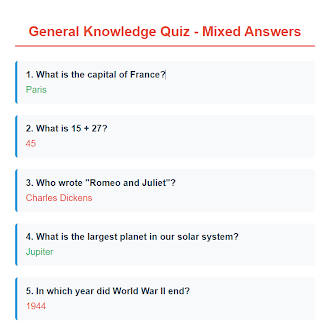 General Knowledge Quiz - Mixed Answers
1. What is the capital of France?
Paris
2. What is 15 + 27?
45
3. Who wrote "Romeo and Juliet"?
Charles Dickens
4. What is the largest planet in our solar system?
Jupiter
5. In which year did World War II end?
1944